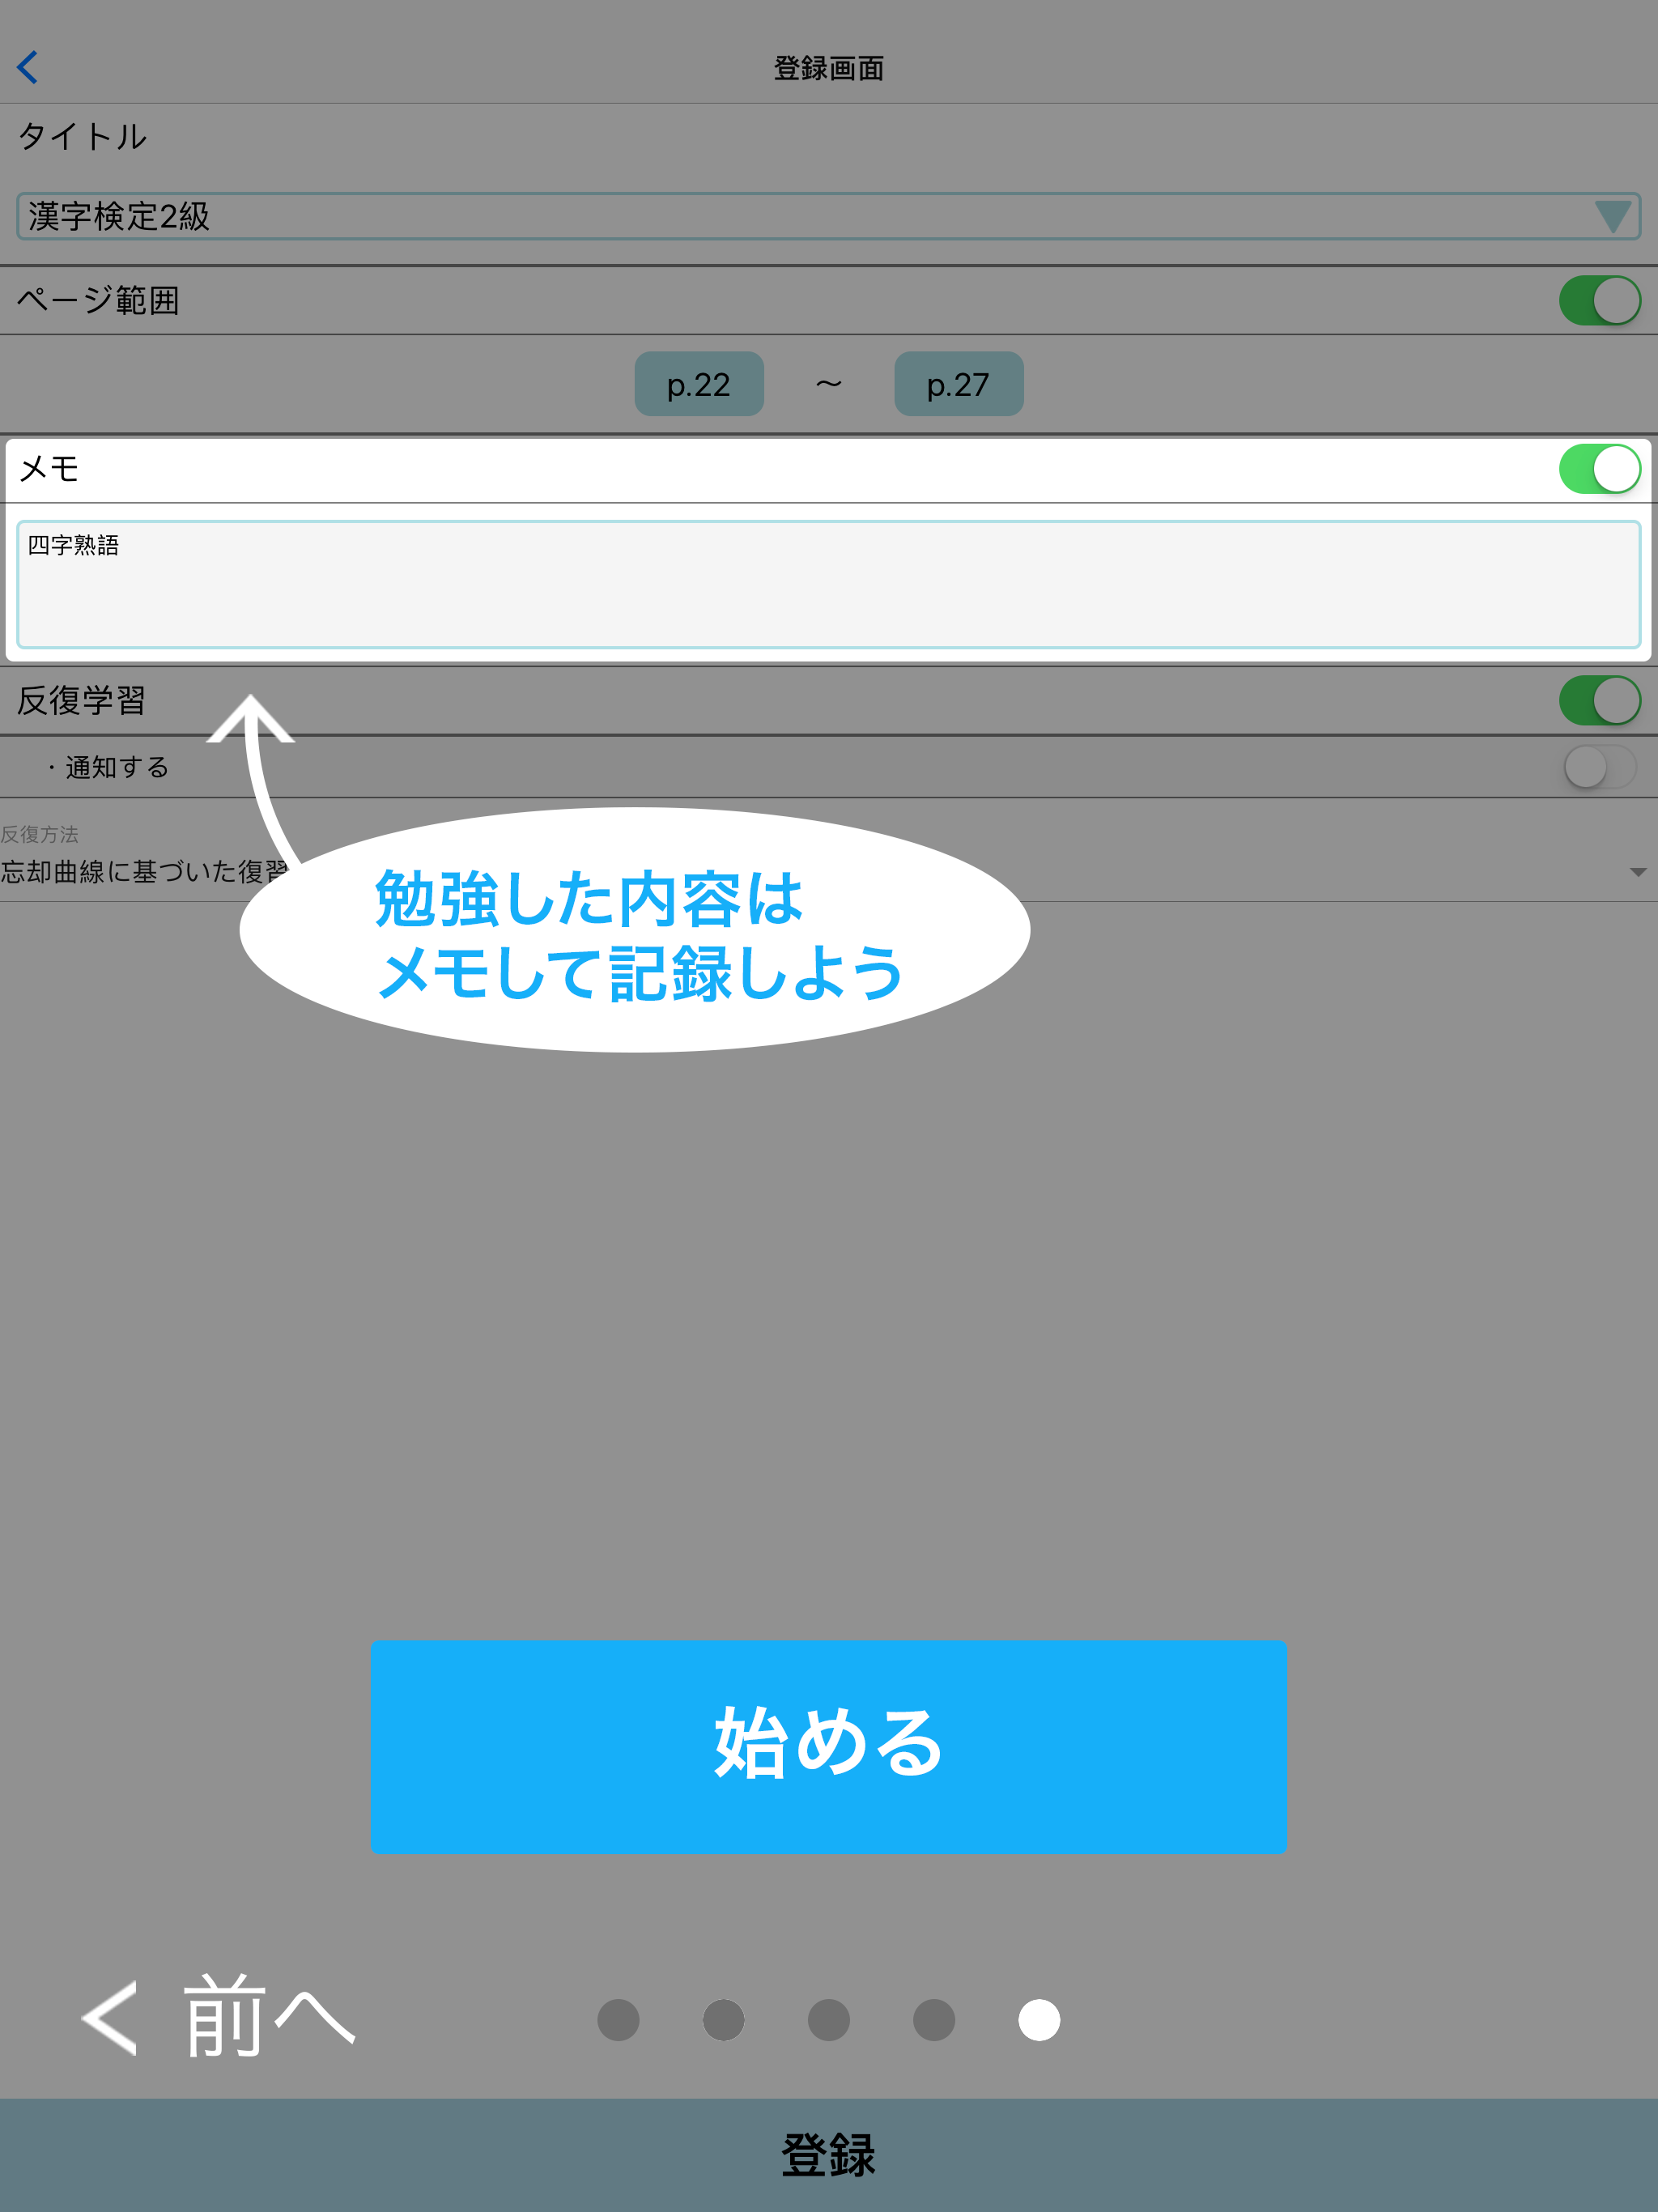 登録画面
タイトル
漢字検定2級
ページ範囲
p.22 ～ p.27
メモ
四字熟語
反復学習
・通知する
反復方法
忘却曲線に基づいた復習
勉強した内容は
メモして記録しよう
始める
前へ
登録